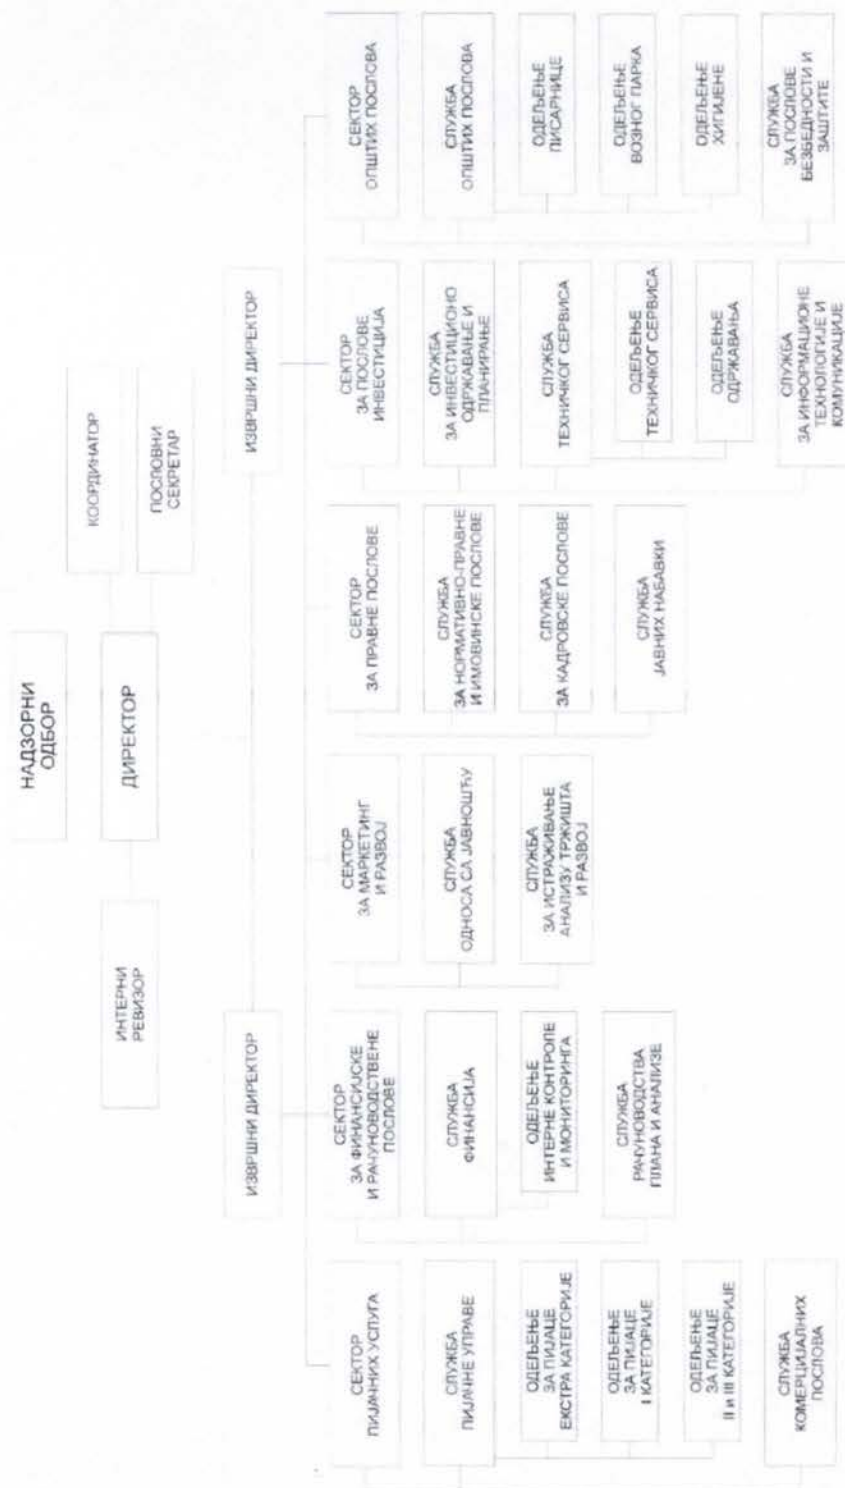 НАДЗОРНИ
ОДБОР
ДИРЕКТОР
ИНТЕРНИ
РЕВИЗОР
КООРДИНАТОР
ПОСЛОВНИ
СЕКРЕТАР
ИЗВРШНИ ДИРЕКТОР
ИЗВРШНИ ДИРЕКТОР
СЕКТОР
ПИЈАЧНИХ УСЛУГА
СЛУЖБА
ПИЈАЧНЕ УПРАВЕ
ОДЕЉЕЊЕ
ЗА ПИЈАЦЕ
ЕКСТРА КАТЕГОРИЈЕ
ОДЕЉЕЊЕ
ЗА ПИЈАЦЕ
I КАТЕГОРИЈЕ
ОДЕЉЕЊЕ
ЗА ПИЈАЦЕ
II и III КАТЕГОРИЈЕ
СЛУЖБА
КОМЕРЦИЈАЛНИХ
ПОСЛОВА
СЕКТОР
ЗА ФИНАНСИЈСКЕ
И РАЧУНОВОДСТВЕНЕ
ПОСЛОВЕ
СЛУЖБА
ФИНАНСИЈА
ОДЕЉЕЊЕ
ИНТЕРНЕ КОНТРОЛЕ
И МОНИТОРИНГА
СЛУЖБА
РАЧУНОВОДСТВА
ПЛАНА И АНАЛИЗЕ
СЕКТОР
ЗА МАРКЕТИНГ
И РАЗВОЈ
СЛУЖБА
ОДНОСА СА ЈАВНОШЋУ
СЛУЖБА
ЗА ИСТРАЖИВАЊЕ
АНАЛИЗУ ТРЖИШТА
И РАЗВОЈ
СЕКТОР
ЗА ПРАВНЕ ПОСЛОВЕ
СЛУЖБА
ЗА НОРМАТИВНО-ПРАВНЕ
И ИМОВИНСКЕ ПОСЛОВЕ
СЛУЖБА
ЗА КАДРОВСКЕ ПОСЛОВЕ
СЛУЖБА
ЈАВНИХ НАБАВКИ
СЕКТОР
ЗА ПОСЛОВЕ
ИНВЕСТИЦИЈА
СЛУЖБА
ЗА ИНВЕСТИЦИОНО
ОДРЖАВАЊЕ И
ПЛАНИРАЊЕ
СЛУЖБА
ТЕХНИЧКОГ СЕРВИСА
ОДЕЉЕЊЕ
ТЕХНИЧКОГ СЕРВИСА
ОДЕЉЕЊЕ
ОДРЖАВАЊА
СЛУЖБА
ЗА ИНФОРМАЦИОНЕ
ТЕХНОЛОГИЈЕ И
КОМУНИКАЦИЈЕ
СЕКТОР
ОПШТИХ ПОСЛОВА
СЛУЖБА
ОПШТИХ ПОСЛОВА
ОДЕЉЕЊЕ
ПИСАРНИЦЕ
ОДЕЉЕЊЕ
ВОЗНОГ ПАРКА
ОДЕЉЕЊЕ
ХИГИЈЕНЕ
СЛУЖБА
ЗА ПОСЛОВЕ
БЕЗБЕДНОСТИ И
ЗАШТИТЕ